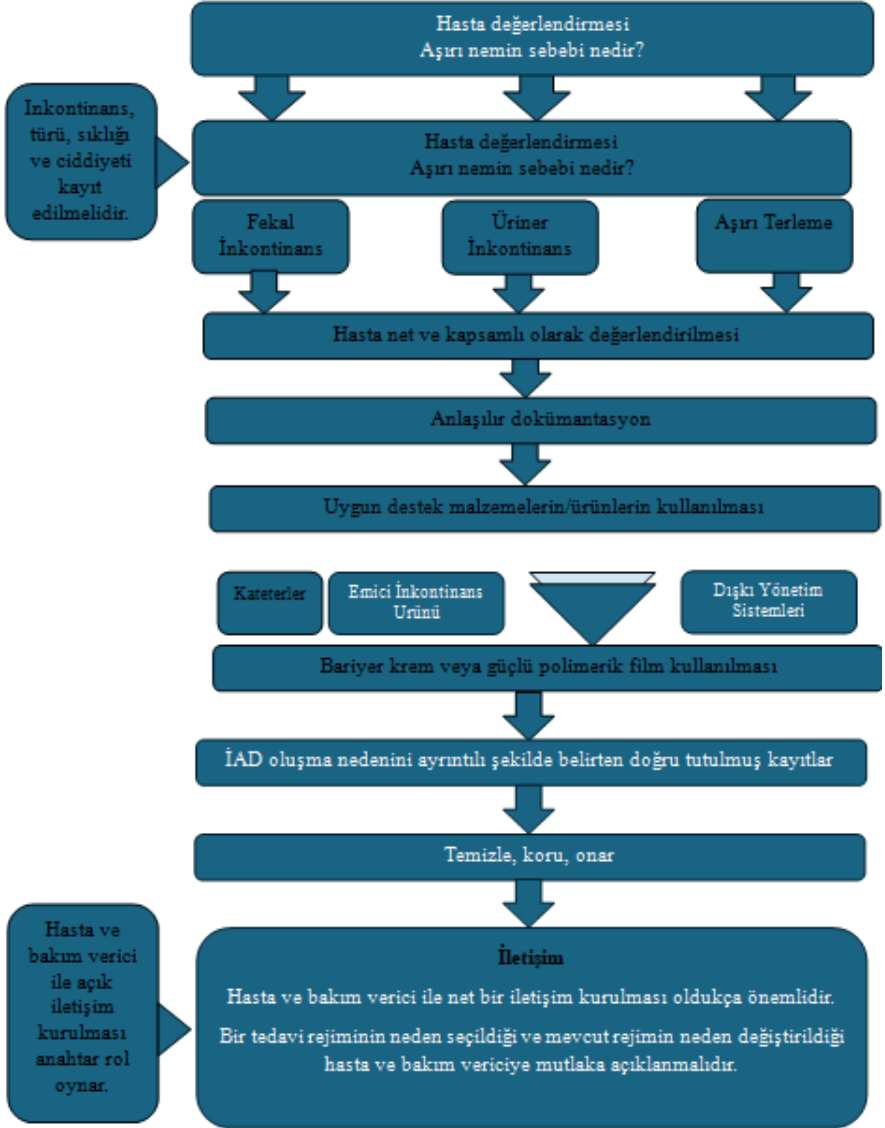 Hasta değerlendirmesi
Aşırı nemin sebebi nedir?
Inkontinans,
türü, sıklığı
ve ciddiyeti
kayıt
edilmelidir.
Hasta değerlendirmesi
Aşırı nemin sebebi nedir?
Fekal
İnkontinans
Üriner
İnkontinans
Aşırı Terleme
Hasta net ve kapsamlı olarak değerlendirilmesi
Anlaşılır dokümantasyon
Uygun destek malzemelerin/ürünlerin kullanılması
Kateterler
Emici İnkontinans
Urünü
Dışkı Yönetim
Sistemleri
Bariyer krem veya güçlü polimerik film kullanılması
İAD oluşma nedenini ayrıntılı şekilde belirten doğru tutulmuş kayıtlar
Temizle, koru, onar
Hasta ve
bakım verici
ile açık
iletişim
kurulması
anahtar rol
oynar.
İletişim
Hasta ve bakım verici ile net bir iletişim kurulması oldukça önemlidir.
Bir tedavi rejiminin neden seçildiği ve mevcut rejimin neden değiştirildiği
hasta ve bakım vericiye mutlaka açıklanmalıdır.